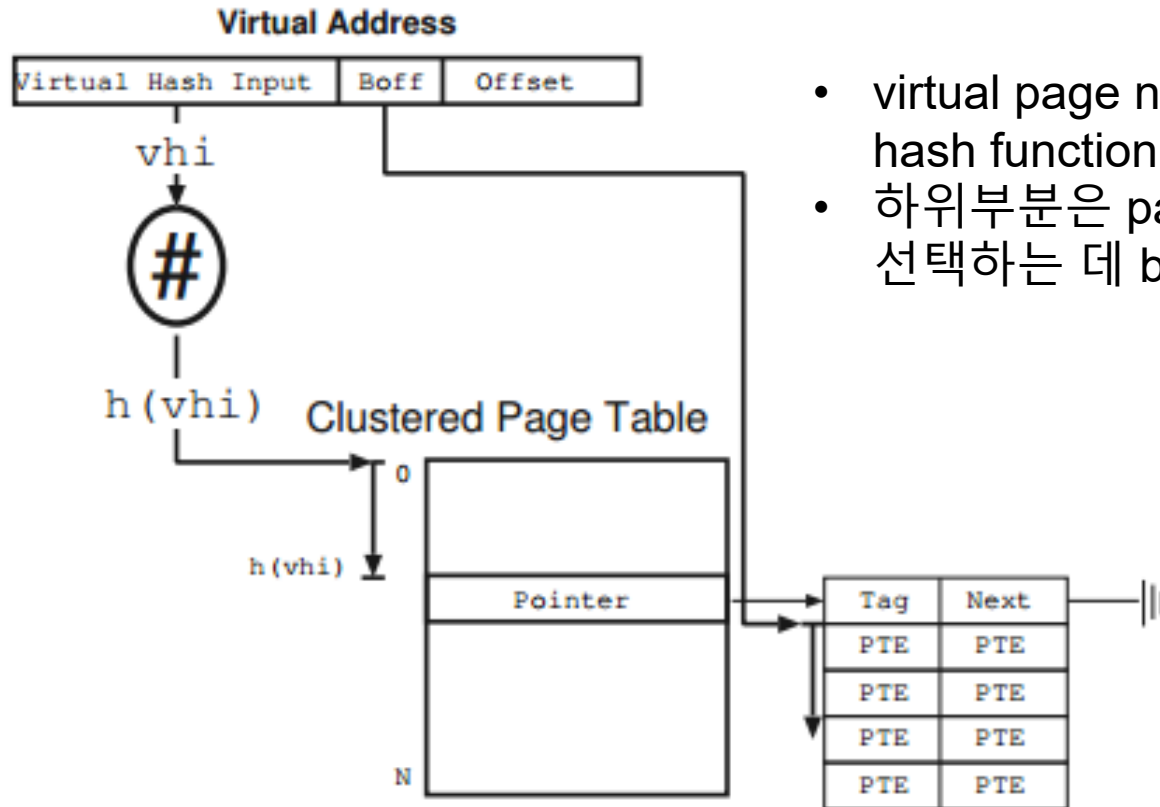 Virtual Address
Virtual Hash Input Boff Offset
vhi
#
h(vhi)
Clustered Page Table
0
h(vhi)
Pointer
N
Tag Next
PTE PTE
PTE PTE
PTE PTE
PTE PTE
• virtual page
hash function
• 하위부분은
선택하는 데